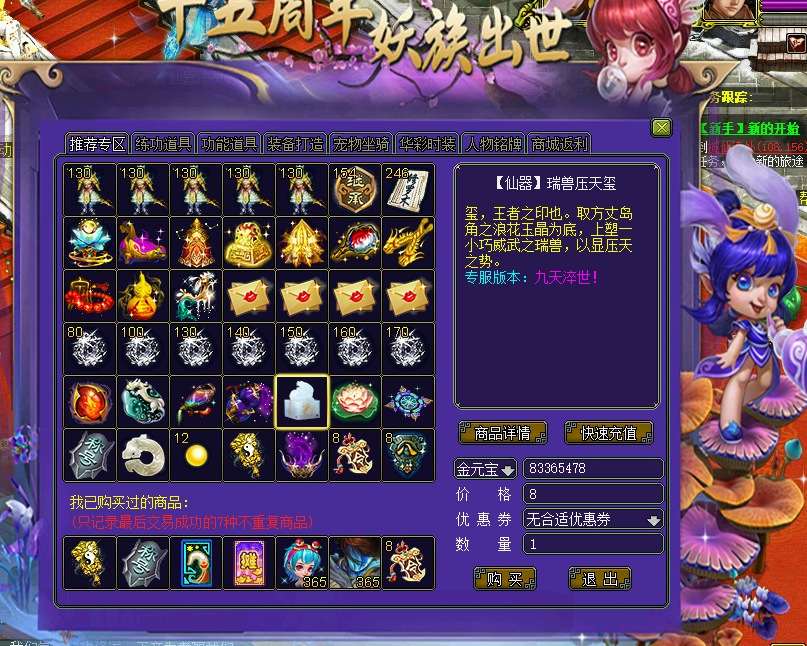 十五周年妖族出世
务跟踪:
【新手】新的开始
(108,156)
新的旅途
动
推荐专区 练功道具 功能道具 装备打造 宠物坐骑 华彩时装 人物铭牌 商城返利
130 130 130 130 130 154 246
继承
80 100 130 140 150 160 170
称号 12 8 8
【仙器】瑞兽压天玺
玺，王者之印也。取方丈岛
角之浪花玉晶为底，上塑一
小巧威武之瑞兽，以显压天
之势。
专服版本：九天淬世！
商品详情 快速充值
金元宝 83365478
价 格 8
优惠券 无合适优惠券
数 量 1
购 买 退 出
我已购买过的商品:
(只记录最后交易成功的7种不重复商品)
称号 365 365 8